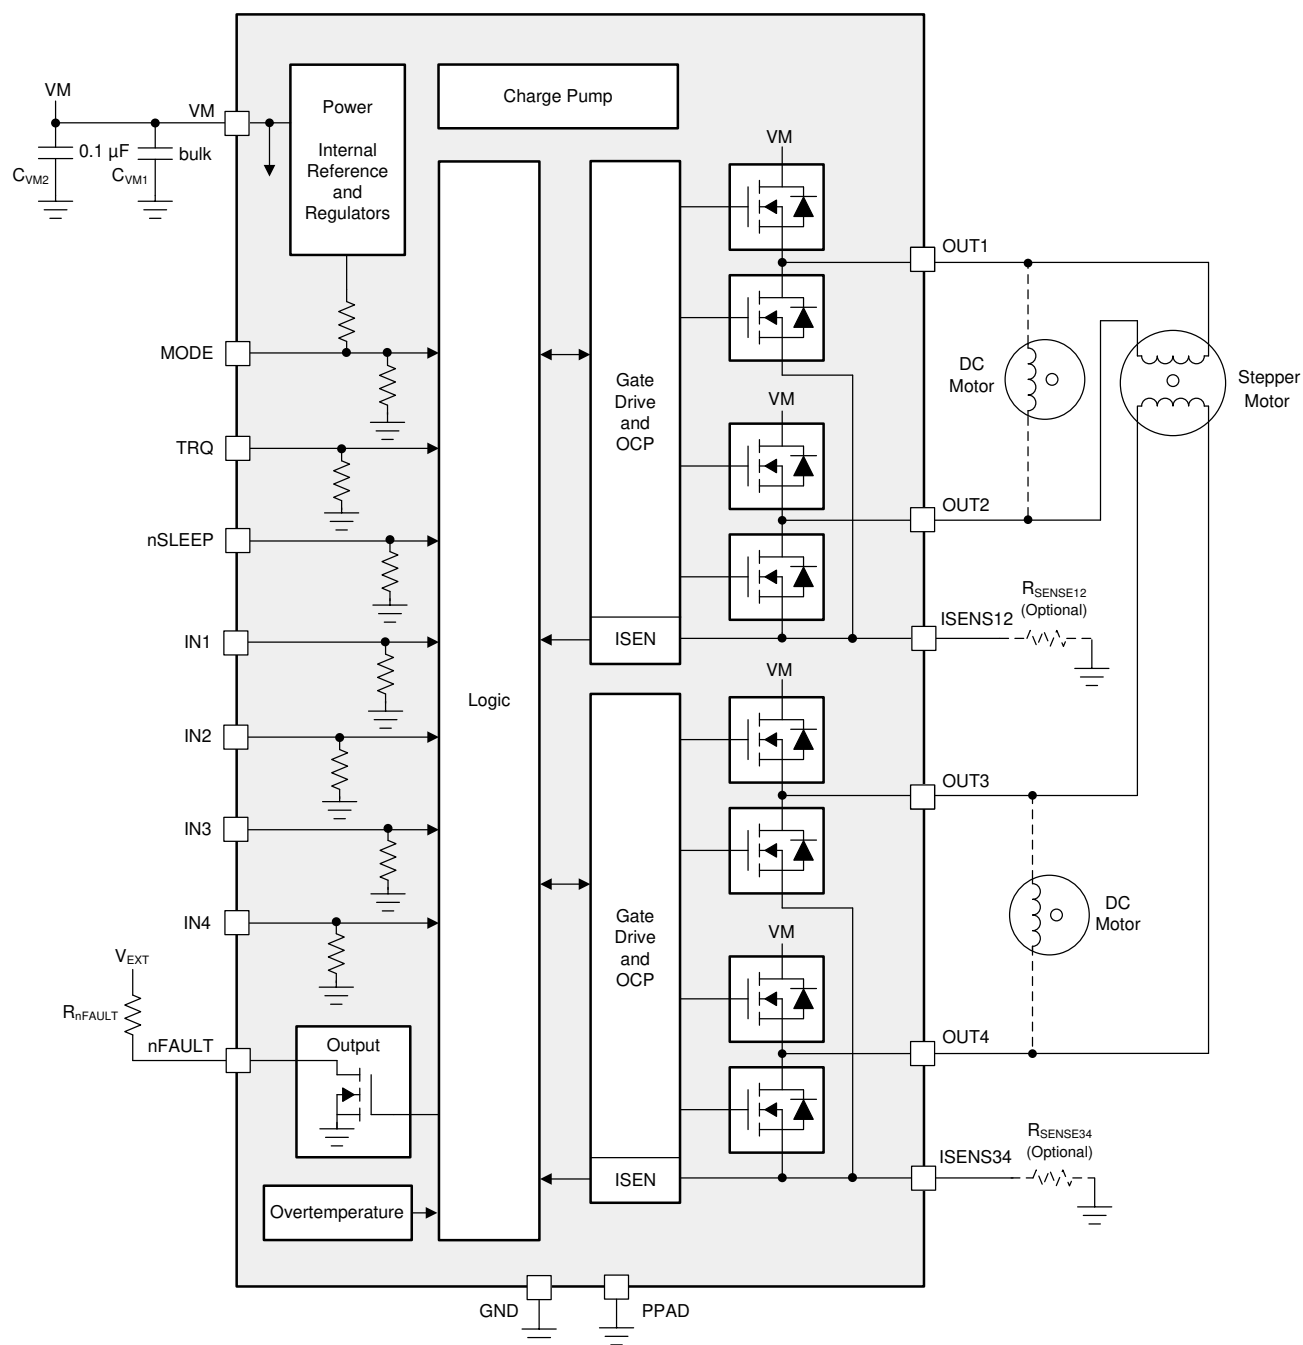 VM
VM
0.1 µF
CVM2
bulk
CVM1
Power
Internal
Reference
and
Regulators
Charge Pump
VM
OUT1
MODE
TRQ
nSLEEP
IN1
IN2
IN3
IN4
VEXT
RnFAULT
nFAULT
Output
Overtemperature
Logic
Gate
Drive
and
OCP
ISEN
VM
OUT2
DC
Motor
Stepper
Motor
RSENSE12
(Optional)
ISENS12
VM
OUT3
Gate
Drive
and
OCP
ISEN
VM
DC
Motor
OUT4
RSENSE34
(Optional)
ISENS34
GND
PPAD